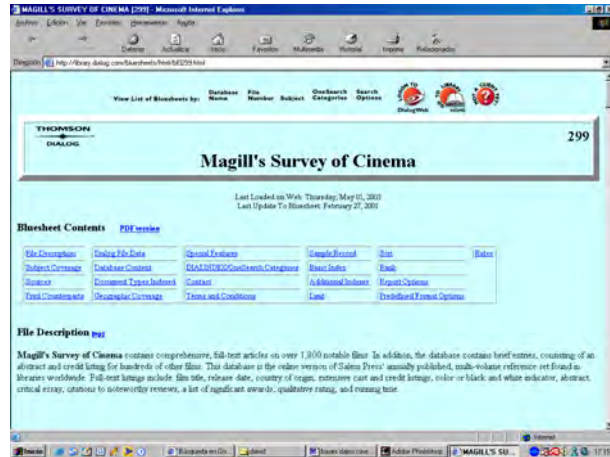 MAGILL'S SURVEY OF CINEMA [299] - Microsoft Internet Explorer
Archivo Edición Ver Favoritos Herramientas Ayuda
Detener Actualizar Inicio Favoritos Multimedia Historial Imprimir Relacionados
Dirección http://library.dialog.com/bluesheets/html/bl0299.html
View List of Bluesheets by: Database Name File Number Subject OneSearch Categories Search Options
DialogWeb
THOMSON
DIALOG
299
Magill's Survey of Cinema
Last Loaded on Web: Thursday, May 01, 2003
Last Update To Bluesheet: February 27, 2001
Bluesheet Contents PDF version
File Description Dialog File Data Special Features Sample Record Sort Rates
Subject Coverage Database Content DIALINDEX/OneSearch Categories Basic Index Rank
Sources Document Types Indexed Contact Additional Indexes Report Options
Print Counterparts Geographic Coverage Terms and Conditions Limit Predefined Format Options
File Description [top]
Magill's Survey of Cinema contains comprehensive, full-text articles on over 1,800 notable films. In addition, the database contains brief entries, consisting of an
abstract and credit listing for hundreds of other films. This database is the online version of Salem Press' annually published, multi-volume reference set found in
libraries worldwide. Full-text listings include: film title, release date, country of origin, extensive cast and credit listings, color or black and white indicator, abstract,
critical essay, citations to noteworthy reviews, a list of significant awards, qualitative rating, and running time.
Internet
Inicio Búsqueda en Go... david bases datos cine... Adobe Photoshop MAGILL'S SU...